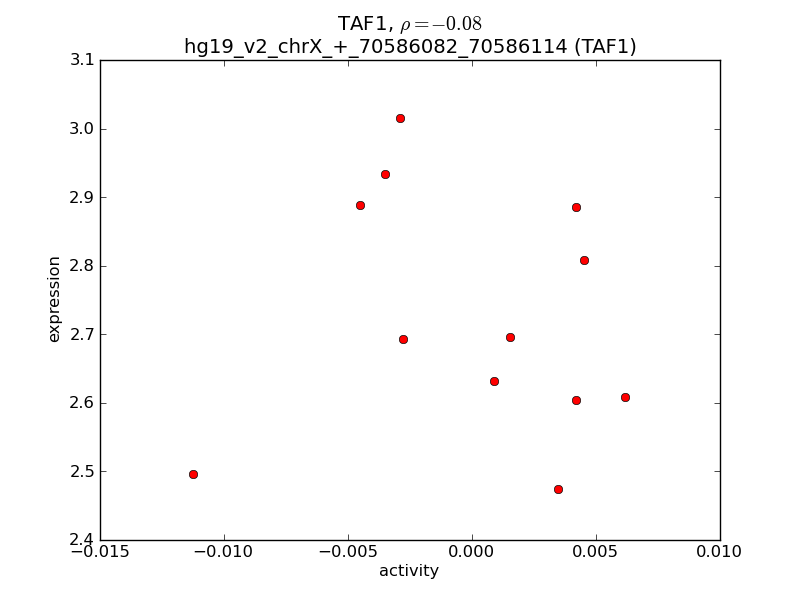 TAF1, ρ = −0.08
hg19_v2_chrX_+_70586082_70586114 (TAF1)
3.1
3.0
2.9
2.8
2.7
2.6
2.5
2.4
expression
−0.015 −0.010 −0.005 0.000 0.005 0.010
activity